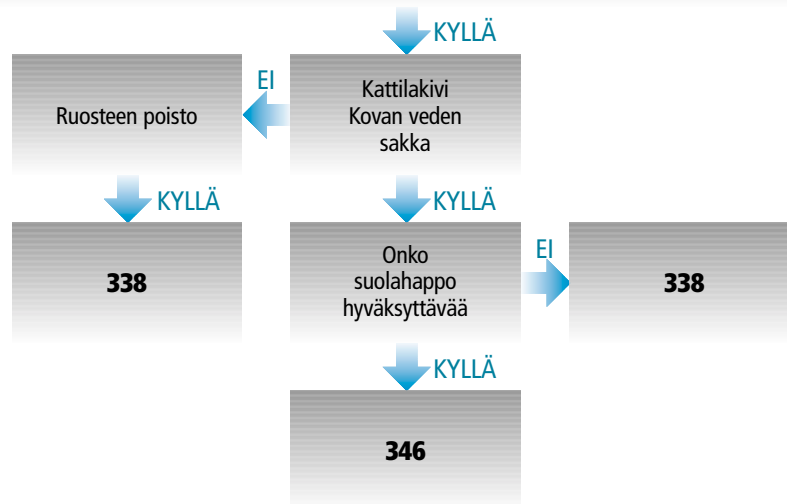 KYLLÄ
EI
Ruosteen poisto
Kattilakivi
Kovan veden
sakka
KYLLÄ
KYLLÄ
338
Onko
suolahappo
hyväksyttävää
EI
338
KYLLÄ
346